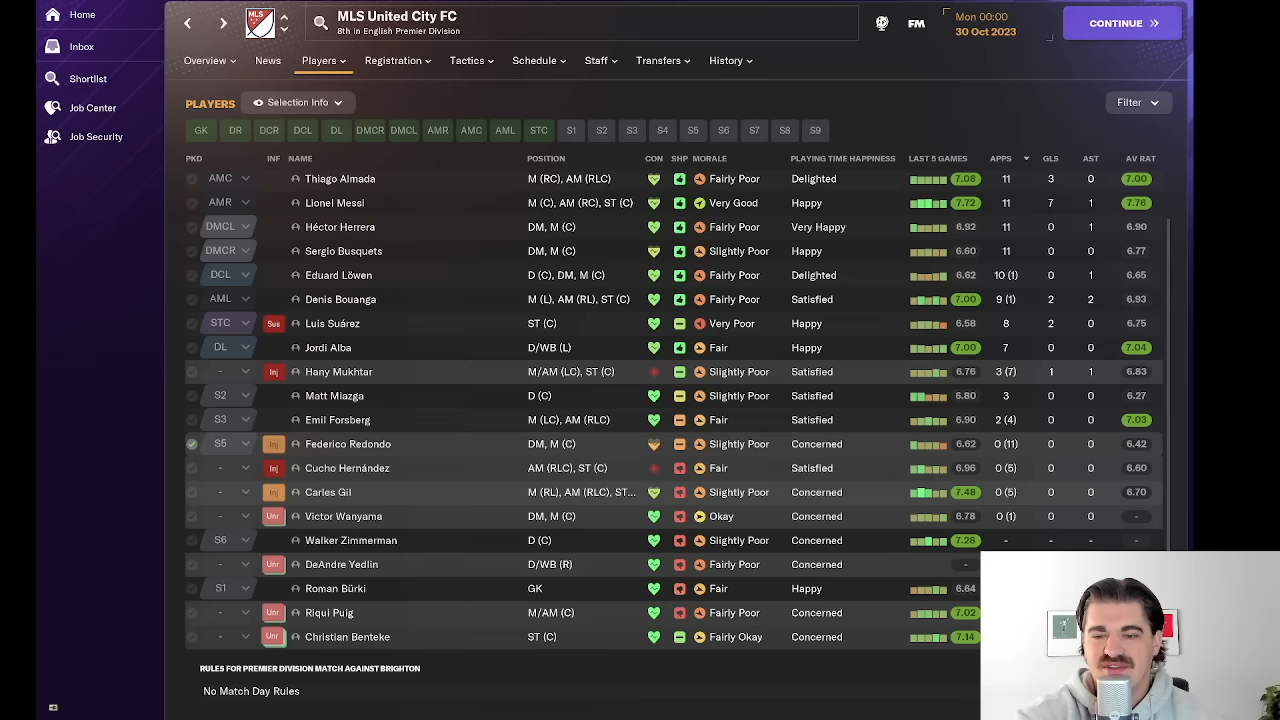 Home
Inbox
Shortlist
Job Center
Job Security
MLS
MLS United City FC
8th in English Premier Division
FM
Mon 00:00
30 Oct 2023
CONTINUE
Overview News Players Registration Tactics Schedule Staff Transfers History
PLAYERS Selection Info Filter
GK DR DCR DCL DL DMCR DMCL AMR AMC AML STC S1 S2 S3 S4 S5 S6 S7 S8 S9
PKD INF NAME POSITION CON SHP MORALE PLAYING TIME HAPPINESS LAST 5 GAMES APPS GLS AST AV RAT
AMC Thiago Almada M (RC), AM (RLC) Fairly Poor Delighted 7.08 11 3 0 7.00
AMR Lionel Messi M (C), AM (RC), ST (C) Very Good Happy 7.72 11 7 1 7.76
DMCL Héctor Herrera DM, M (C) Fairly Poor Very Happy 6.92 11 0 1 6.90
DMCR Sergio Busquets DM, M (C) Slightly Poor Happy 6.60 11 0 0 6.77
DCL Eduard Löwen D (C), DM, M (C) Fairly Poor Delighted 6.62 10 (1) 0 1 6.65
AML Denis Bouanga M (L), AM (RL), ST (C) Fairly Poor Satisfied 7.00 9 (1) 2 2 6.93
STC Sus Luis Suárez ST (C) Very Poor Happy 6.58 8 2 0 6.75
DL Jordi Alba D/WB (L) Fair Happy 7.00 7 0 0 7.04
- Inj Hany Mukhtar M/AM (LC), ST (C) Slightly Poor Satisfied 6.76 3 (7) 1 1 6.83
S2 Matt Miazga D (C) Slightly Poor Satisfied 6.80 3 0 0 6.27
S3 Emil Forsberg M (LC), AM (RLC) Fair Satisfied 6.90 2 (4) 0 0 7.03
S5 Inj Federico Redondo DM, M (C) Slightly Poor Concerned 6.62 0 (11) 0 0 6.42
- Inj Cucho Hernández AM (RLC), ST (C) Fair Satisfied 6.96 0 (5) 0 0 6.60
- Inj Carles Gil M (RL), AM (RLC), ST... Slightly Poor Concerned 7.48 0 (5) 0 0 6.70
- Unr Victor Wanyama DM, M (C) Okay Concerned 6.78 0 (1) 0 0 -
S6 Walker Zimmerman D (C) Slightly Poor Concerned 7.28 - - - -
- Unr DeAndre Yedlin D/WB (R) Fairly Poor Concerned -
S1 Roman Bürki GK Fair Happy 6.64
- Unr Riqui Puig M/AM (C) Fairly Poor Concerned 7.02
- Unr Christian Benteke ST (C) Fairly Okay Concerned 7.14
RULES FOR PREMIER DIVISION MATCH AGAINST BRIGHTON
No Match Day Rules